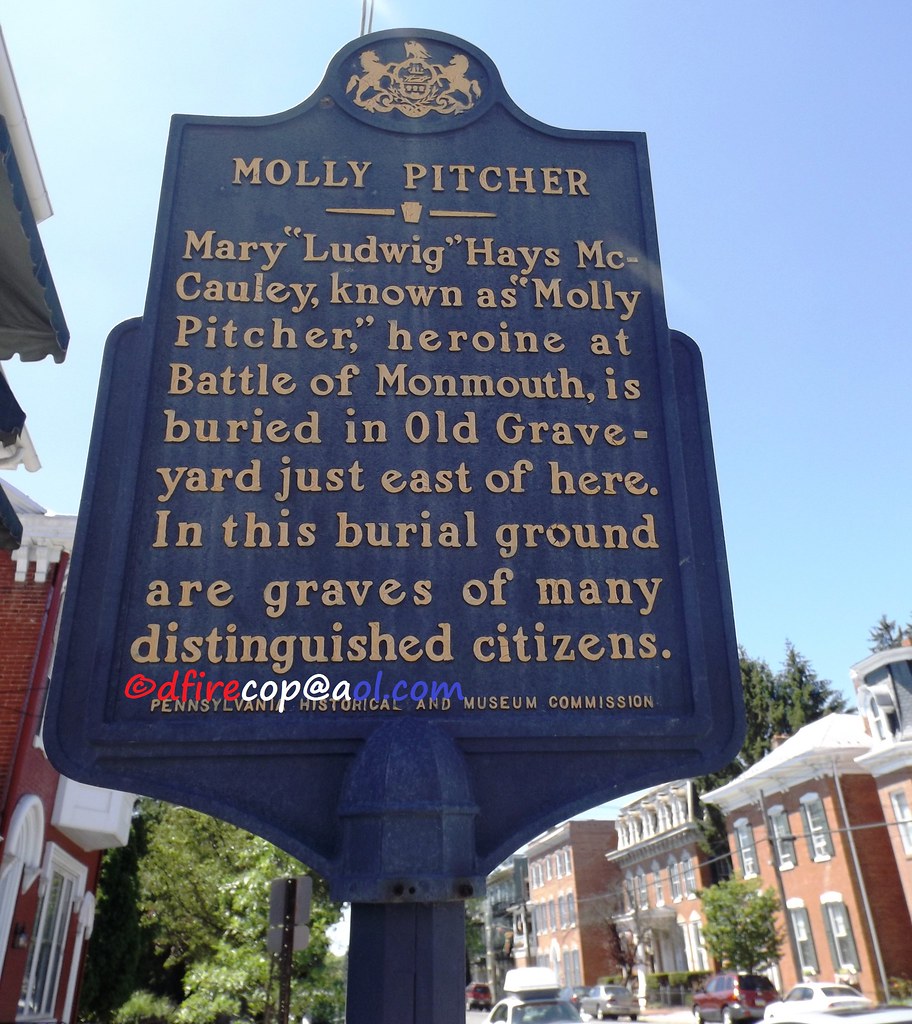 MOLLY PITCHER
Mary "Ludwig" Hays Mc-
Cauley, known as "Molly
Pitcher," heroine at
Battle of Monmouth, is
buried in Old Grave-
yard just east of here.
In this burial ground
are graves of many
distinguished citizens.
©dfirecop@aol.com
PENNSYLVANIA HISTORICAL AND MUSEUM COMMISSION